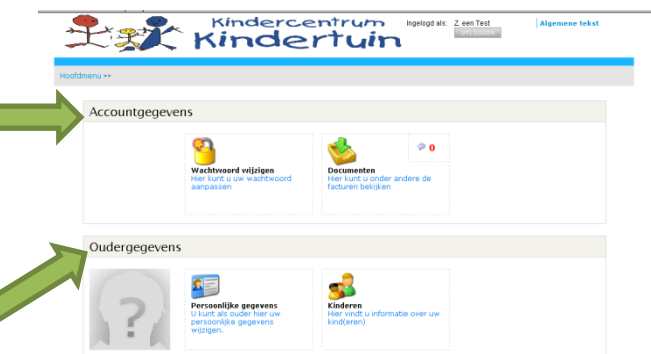 Kindercentrum
Kindertuin
Ingelogd als: Z. een Test
UITLOGGEN
Algemene tekst
Hoofdmenu >>
Accountgegevens
Wachtwoord wijzigen
Hier kunt u uw wachtwoord
aanpassen
0
Documenten
Hier kunt u onder andere de
facturen bekijken
Oudergegevens
?
Persoonlijke gegevens
U kunt als ouder hier uw
persoonlijke gegevens
wijzigen.
Kinderen
Hier vindt u informatie over uw
kind(eren)